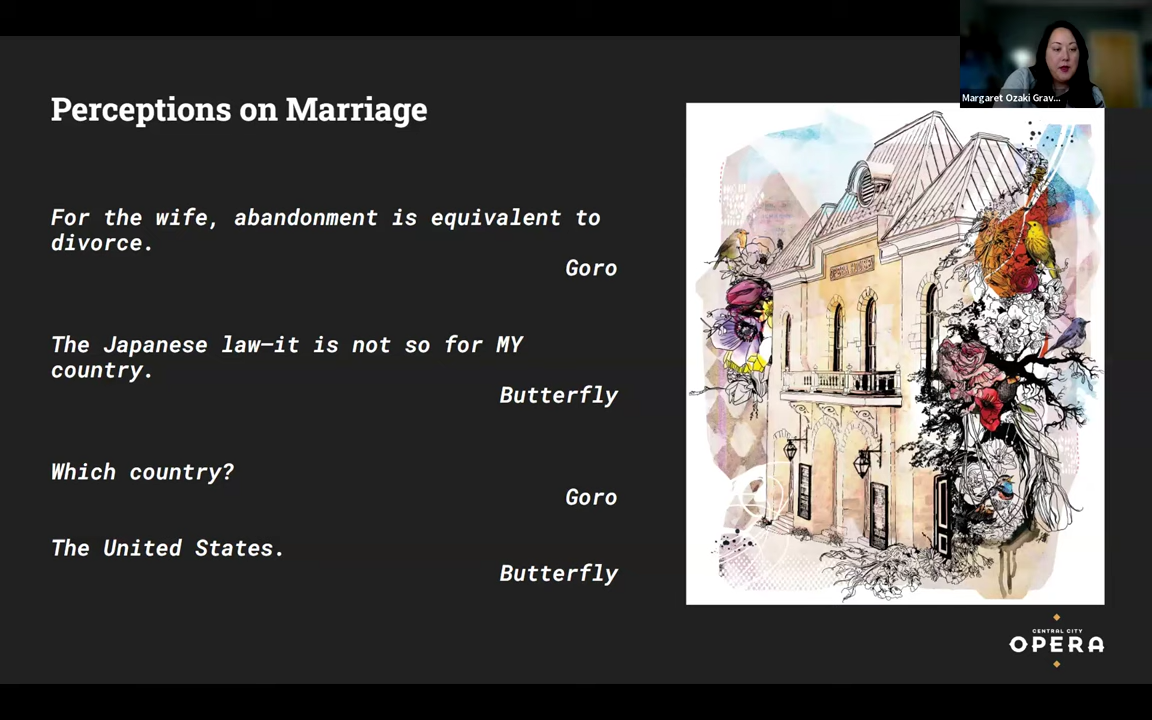 Perceptions on Marriage
For the wife, abandonment is equivalent to
divorce.
Goro
The Japanese law—it is not so for MY
country.
Butterfly
Which country?
Goro
The United States.
Butterfly
Margaret Ozaki Grav...
CENTRAL CITY
OPERA